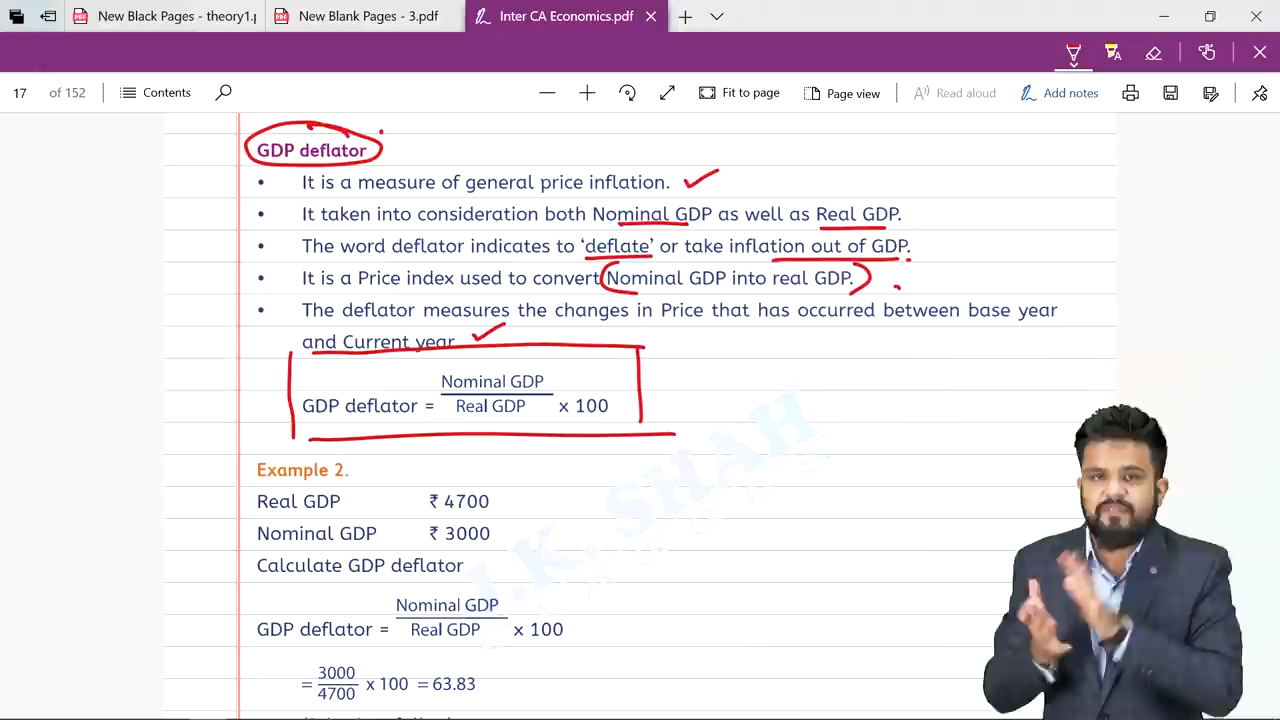 New Black Pages - theory1.p
New Blank Pages - 3.pdf
Inter CA Economics.pdf
17 of 152
Contents
Fit to page
Page view
Read aloud
Add notes
GDP deflator
• It is a measure of general price inflation.
• It taken into consideration both Nominal GDP as well as Real GDP.
• The word deflator indicates to ‘deflate’ or take inflation out of GDP.
• It is a Price index used to convert Nominal GDP into real GDP.
• The deflator measures the changes in Price that has occurred between base year
and Current year
Nominal GDP
GDP deflator = Real GDP x 100
Example 2.
Real GDP ₹ 4700
Nominal GDP ₹ 3000
Calculate GDP deflator
Nominal GDP
GDP deflator = Real GDP x 100
3000
= 4700 x 100 = 63.83
J.K. SHAH